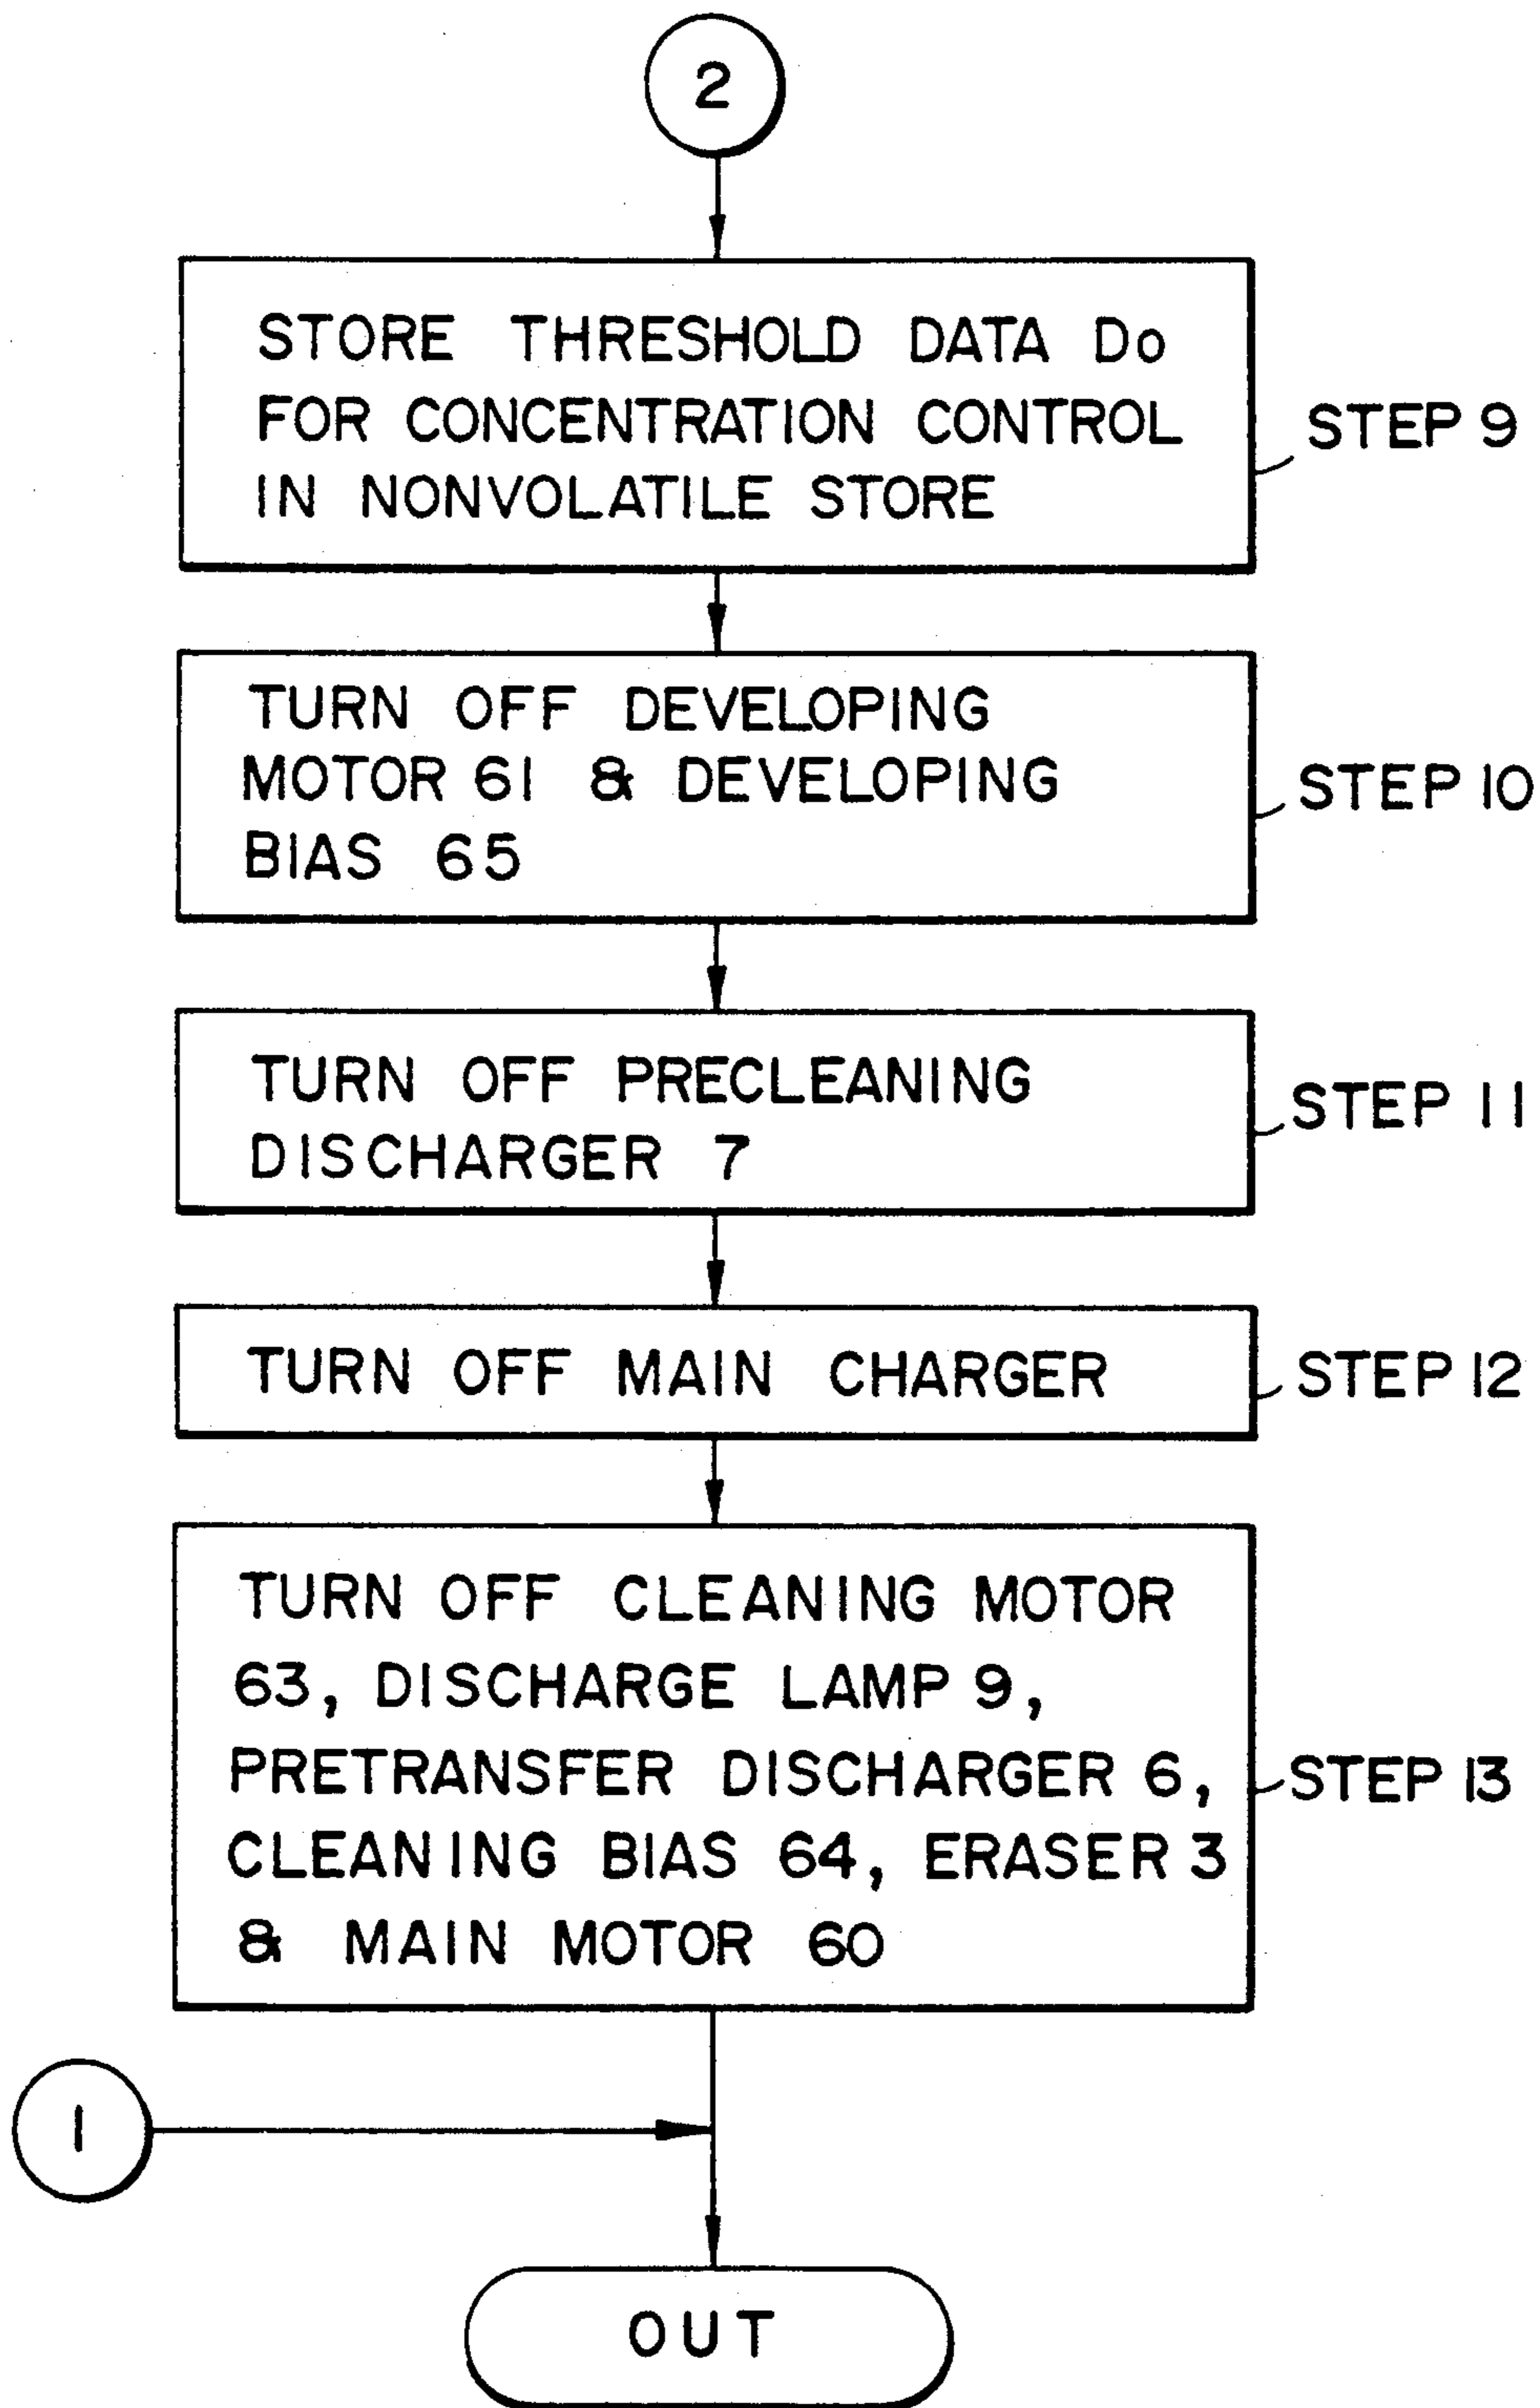 2
STORE THRESHOLD DATA Do
FOR CONCENTRATION CONTROL
IN NONVOLATILE STORE
STEP 9
TURN OFF DEVELOPING
MOTOR 61 & DEVELOPING
BIAS 65
STEP 10
TURN OFF PRECLEANING
DISCHARGER 7
STEP 11
TURN OFF MAIN CHARGER
STEP 12
TURN OFF CLEANING MOTOR
63, DISCHARGE LAMP 9,
PRETRANSFER DISCHARGER 6,
CLEANING BIAS 64, ERASER 3
& MAIN MOTOR 60
STEP 13
1
OUT